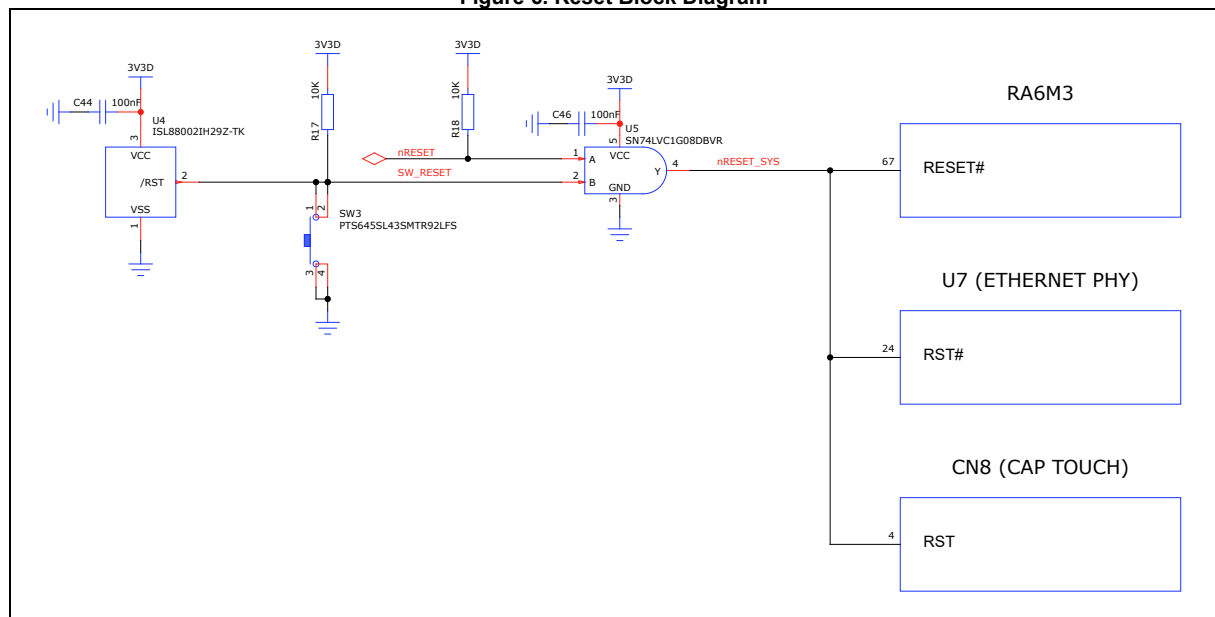 Figure 6. Reset Block Diagram
3V3D
3V3D
3V3D
3V3D
C44
100nF
U4
ISL88002IH29Z-TK
3
VCC
/RST
2
VSS
1
10K
R17
10K
R18
nRESET
SW_RESET
C46
100nF
U5
SN74LVC1G08DBVR
5
VCC
1
A
2
B
Y
4
GND
3
nRESET_SYS
1
2
SW3
PTS645SL43SMTR92LFS
3
4
RA6M3
67
RESET#
U7 (ETHERNET PHY)
24
RST#
CN8 (CAP TOUCH)
4
RST